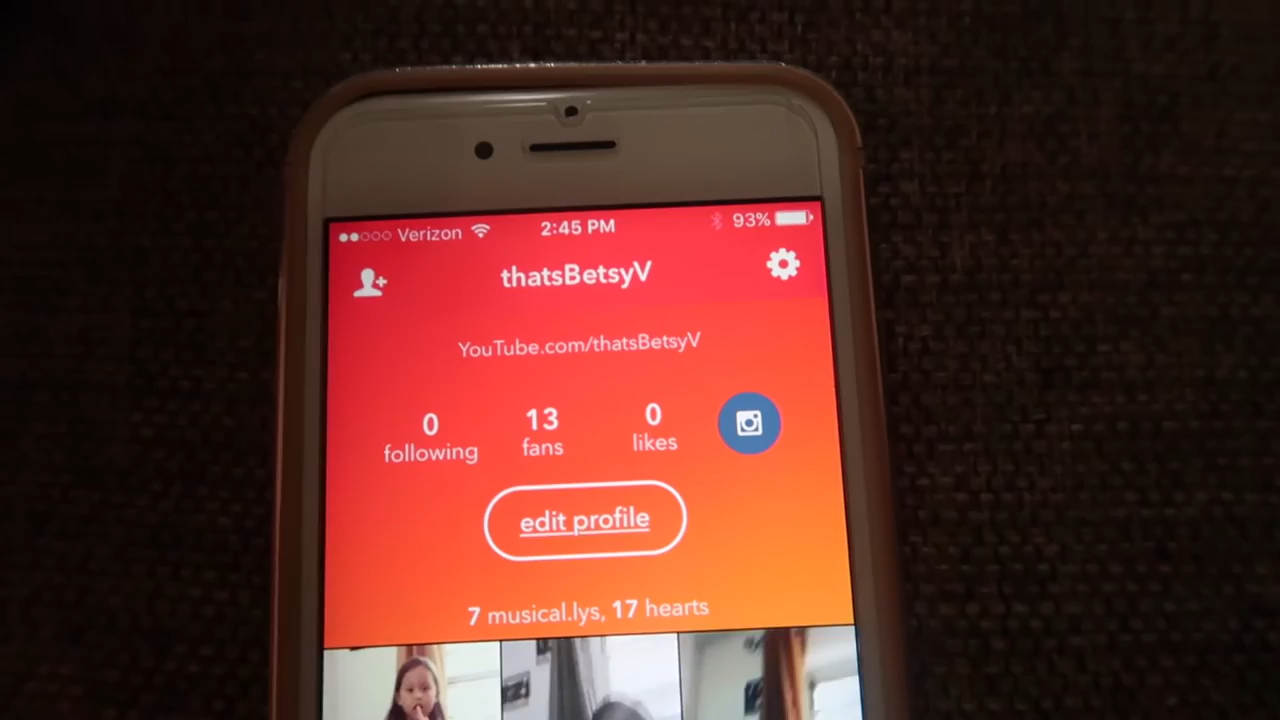 Verizon 2:45 PM 93%
thatsBetsyV
YouTube.com/thatsBetsyV
0 13 0
following fans likes
edit profile
7 musical.lys, 17 hearts